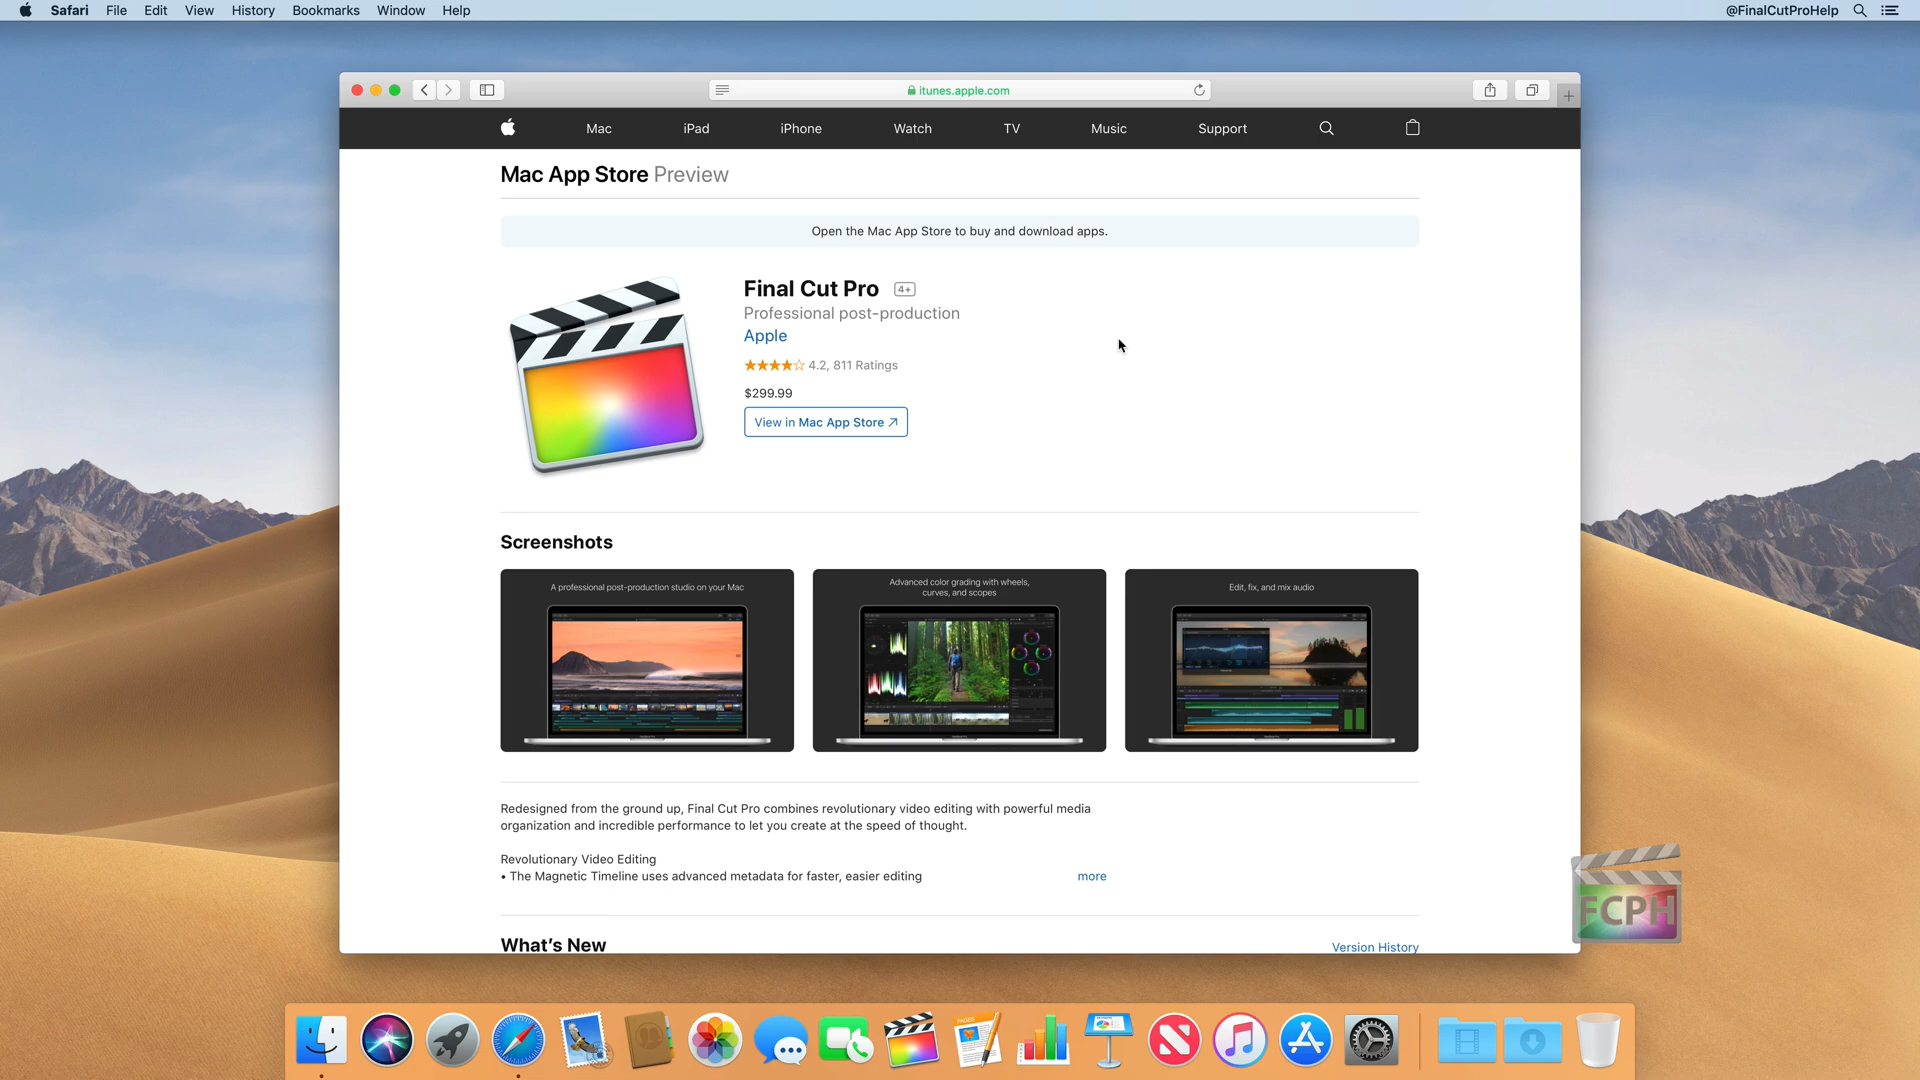 Safari File Edit View History Bookmarks Window Help
@FinalCutProHelp
itunes.apple.com
Mac iPad iPhone Watch TV Music Support
Mac App Store Preview
Open the Mac App Store to buy and download apps.
Final Cut Pro 4+
Professional post-production
Apple
4.2, 811 Ratings
$299.99
View in Mac App Store
Screenshots
A professional post-production studio on your Mac
Advanced color grading with wheels,
curves, and scopes
Edit, fix, and mix audio
Redesigned from the ground up, Final Cut Pro combines revolutionary video editing with powerful media
organization and incredible performance to let you create at the speed of thought.
Revolutionary Video Editing
• The Magnetic Timeline uses advanced metadata for faster, easier editing
more
What's New
Version History
FCPH
PAGES